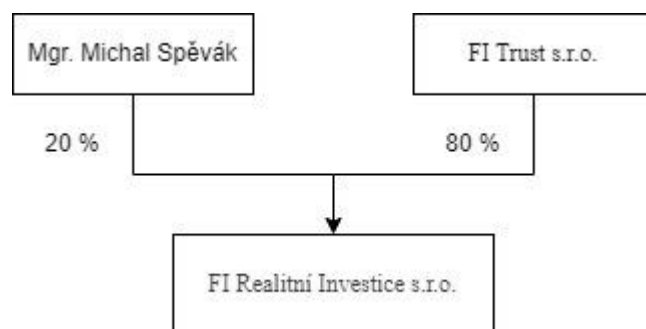 Mgr. Michal Spěvák
FI Trust s.r.o.
20 %
80 %
FI Realitní Investice s.r.o.